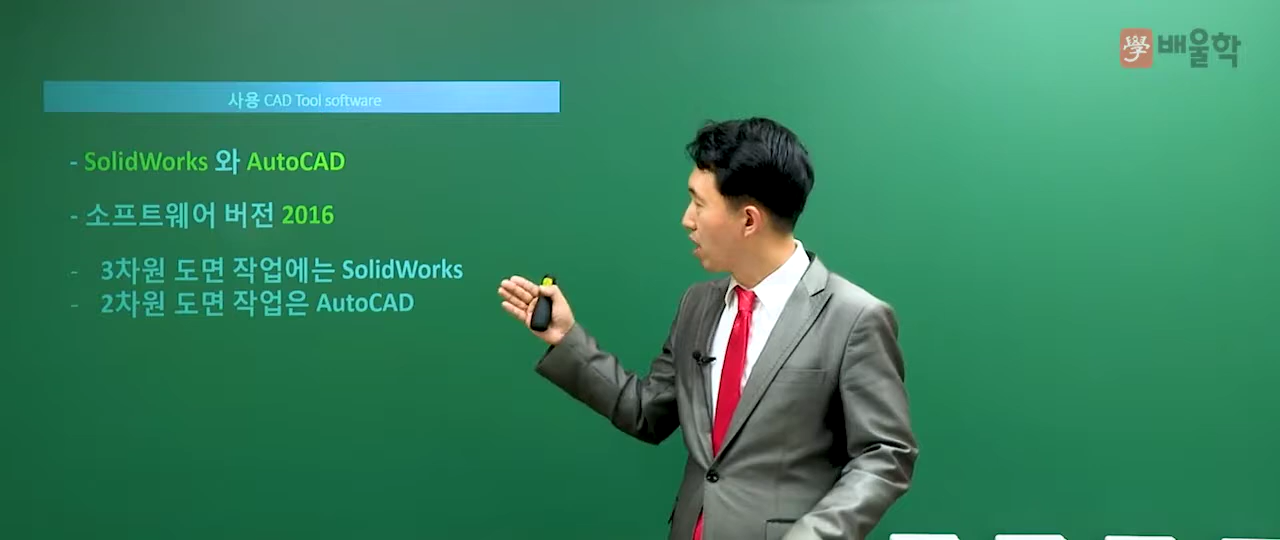 學 배울학
사용 CAD Tool software
- SolidWorks 와 AutoCAD
- 소프트웨어 버전 2016
- 3차원 도면 작업에는 SolidWorks
- 2차원 도면 작업은 AutoCAD